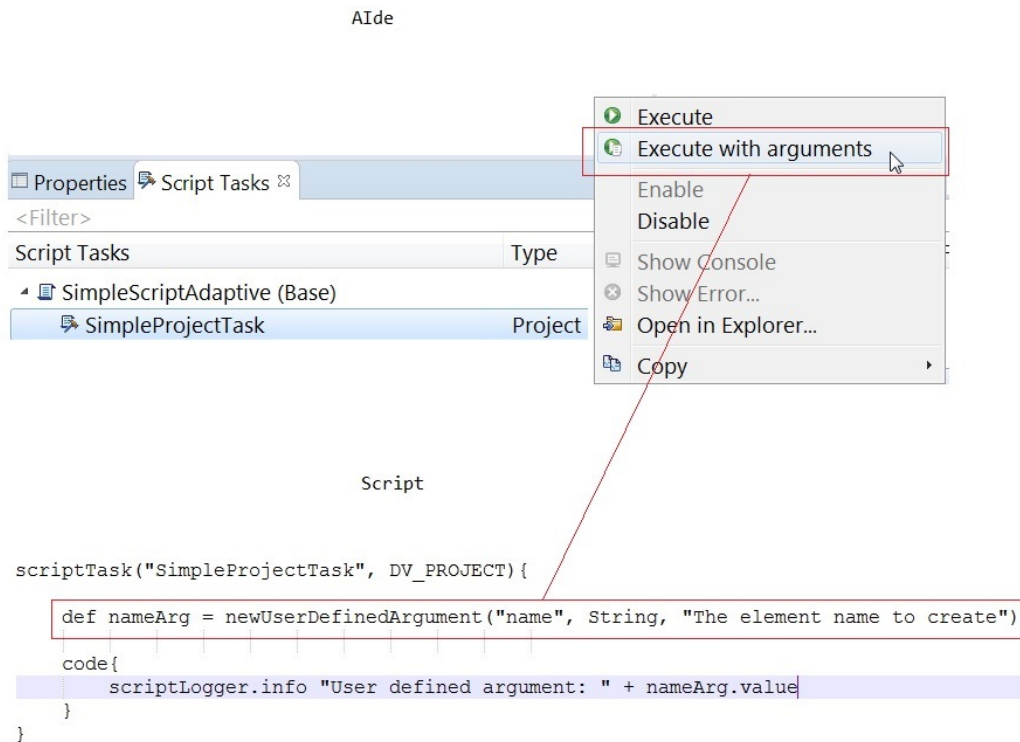 AIde
Execute
Execute with arguments
Properties Script Tasks
<Filter>
Script Tasks Type
SimpleScriptAdaptive (Base)
SimpleProjectTask Project
Enable
Disable
Show Console
Show Error...
Open in Explorer...
Copy
Script
scriptTask("SimpleProjectTask", DV_PROJECT){
def nameArg = newUserDefinedArgument("name", String, "The element name to create")
code{
scriptLogger.info "User defined argument: " + nameArg.value
}
}